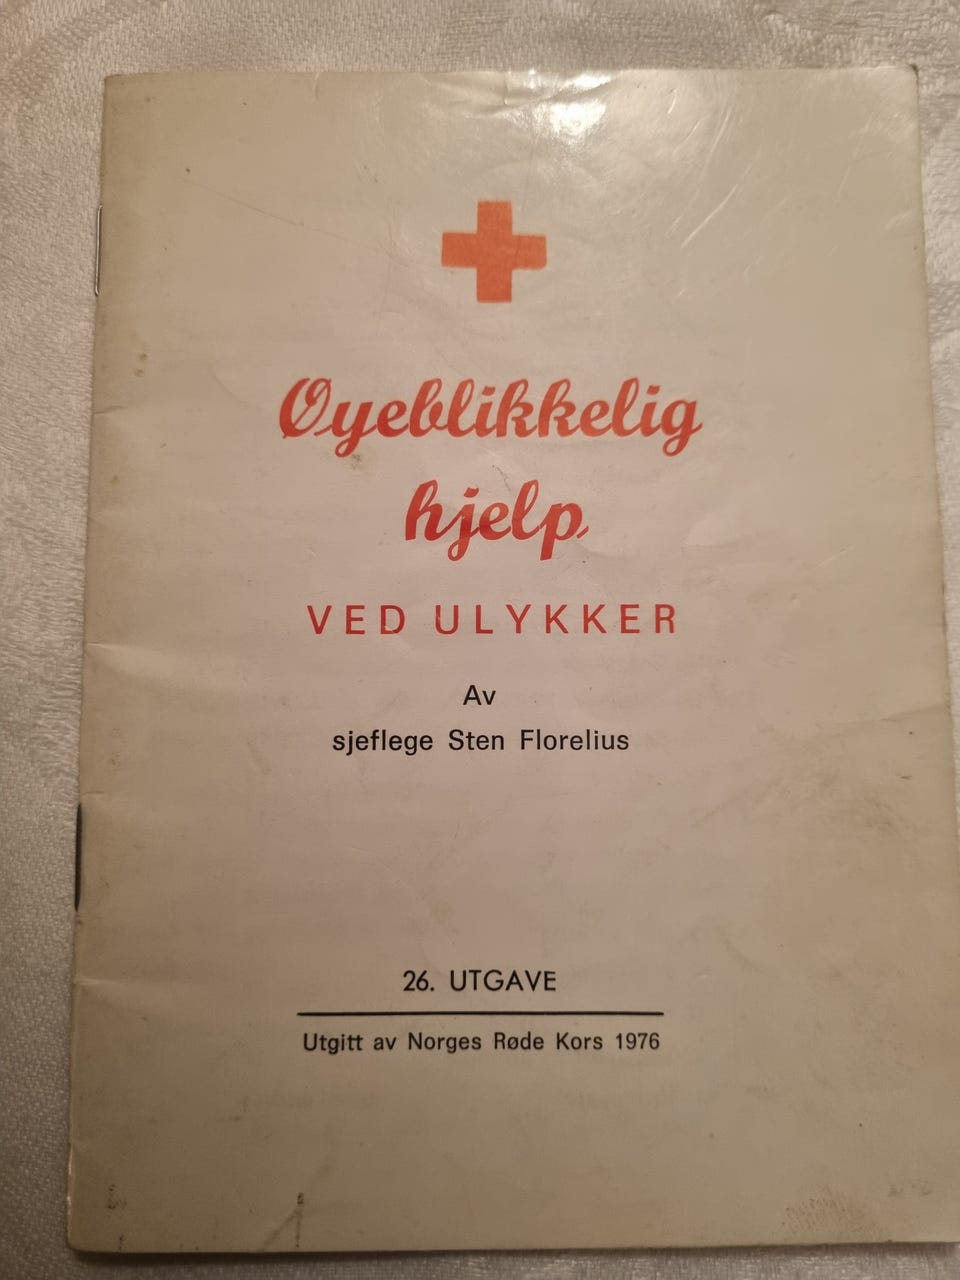 Øyeblikkelig
hjelp
VED ULYKKER
Av
sjeflege Sten Florelius
26. UTGAVE
Utgitt av Norges Røde Kors 1976